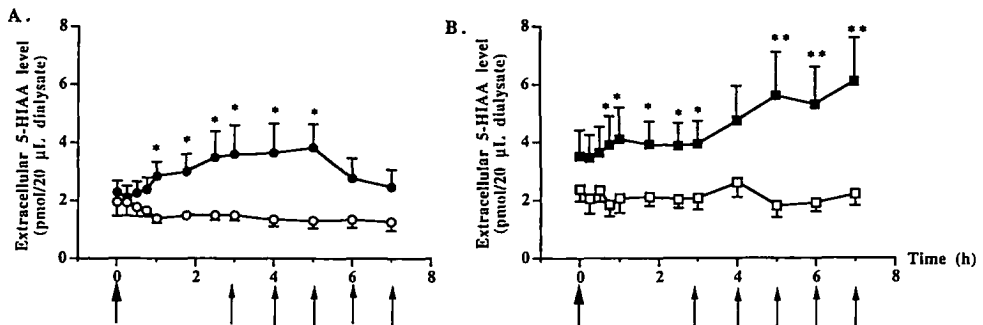 A.
Extracellular 5-HIAA level
(pmol/20 µL dinlysate)
8
6
4
2
0
0 2 4 6 8
* * * * * *
B.
Extracellular 5-HIAA level
(pmol/20 µL dialysate)
8
6
4
2
0
0 2 4 6 8
Time (h)
* * * * * ** ** **